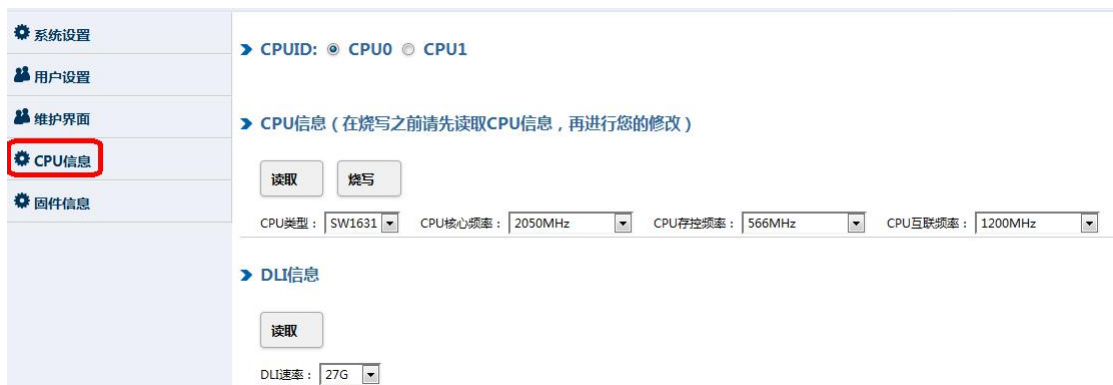 系统设置
用户设置
维护界面
CPU信息
固件信息
CPUID: CPU0 CPU1
CPU信息（在烧写之前请先读取CPU信息，再进行您的修改）
读取 烧写
CPU类型： SW1631 CPU核心频率： 2050MHz CPU存控频率： 566MHz CPU互联频率： 1200MHz
DLI信息
读取
DLI速率： 27G